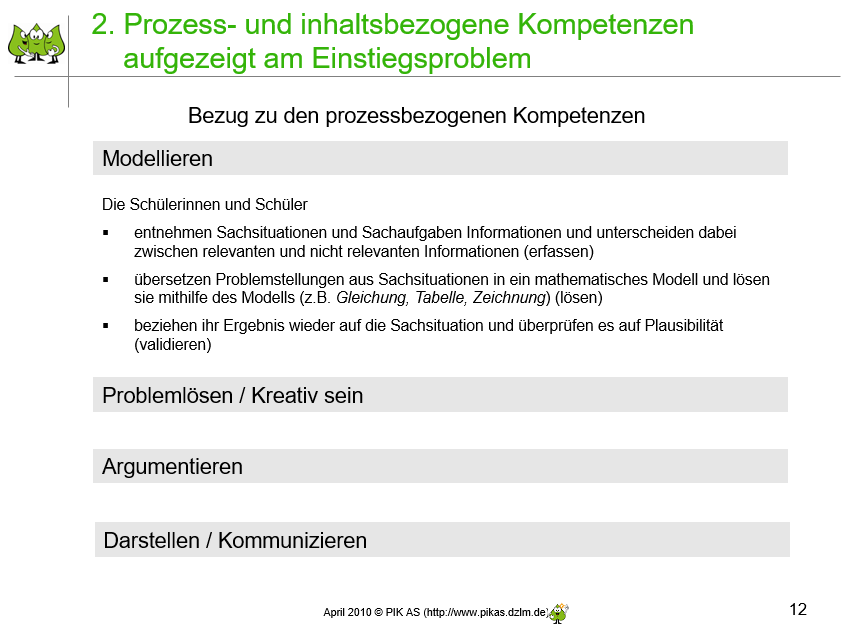 2. Prozess- und inhaltsbezogene Kompetenzen
aufgezeigt am Einstiegsproblem
Bezug zu den prozessbezogenen Kompetenzen
Modellieren
Die Schülerinnen und Schüler
▪ entnehmen Sachsituationen und Sachaufgaben Informationen und unterscheiden dabei
zwischen relevanten und nicht relevanten Informationen (erfassen)
▪ übersetzen Problemstellungen aus Sachsituationen in ein mathematisches Modell und lösen
sie mithilfe des Modells (z.B. Gleichung, Tabelle, Zeichnung) (lösen)
▪ beziehen ihr Ergebnis wieder auf die Sachsituation und überprüfen es auf Plausibilität
(validieren)
Problemlösen / Kreativ sein
Argumentieren
Darstellen / Kommunizieren
April 2010 © PIK AS (http://www.pikas.dzlm.de)
12